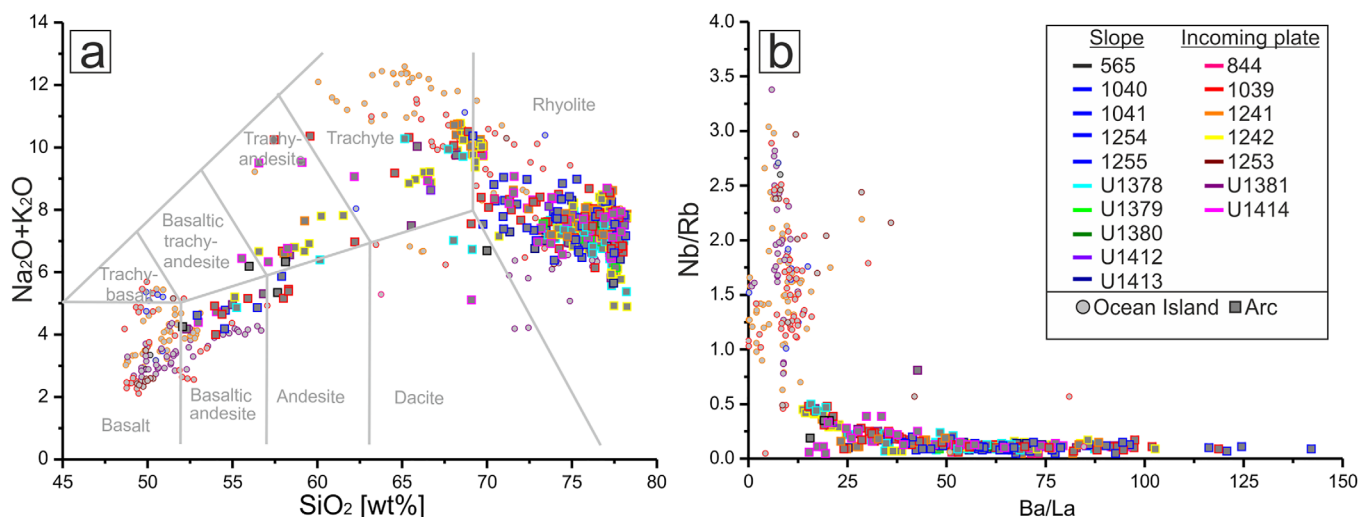 a
14
12
10
8
6
4
2
0
Na₂O+K₂O
45
50
55
60
65
70
75
80
SiO₂ [wt%]
Trachy-
andesite
Trachyte
Rhyolite
Basaltic
trachy-
andesite
Trachy-
basalt
Basalt
Basaltic
andesite
Andesite
Dacite
b
4.0
3.5
3.0
2.5
2.0
1.5
1.0
0.5
0.0
Nb/Rb
0
25
50
75
100
125
150
Ba/La
Slope Incoming plate
565 844
1040 1039
1041 1241
1254 1242
1255 1253
U1378 U1381
U1379 U1414
U1380
U1412
U1413
Ocean Island Arc